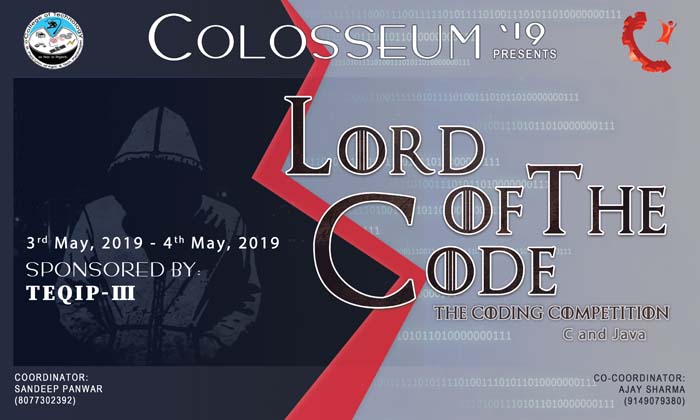 COLOSSEUM '19
PRESENTS
LORD
OF THE
CODE
THE CODING COMPETITION
C and Java
3rd May, 2019 - 4th May, 2019
SPONSORED BY:
TEQIP-III
COORDINATOR:
SANDEEP PANWAR
(8077302392)
CO-COORDINATOR:
AJAY SHARMA
(9149079380)